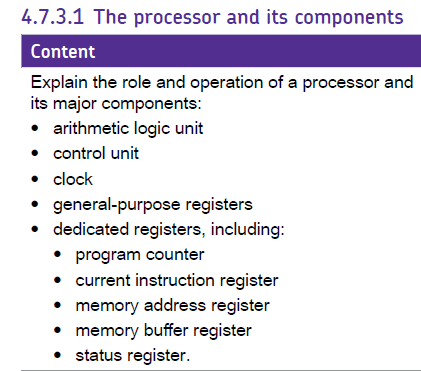 4.7.3.1 The processor and its components
Content
Explain the role and operation of a processor and
its major components:
• arithmetic logic unit
• control unit
• clock
• general-purpose registers
• dedicated registers, including:
• program counter
• current instruction register
• memory address register
• memory buffer register
• status register.